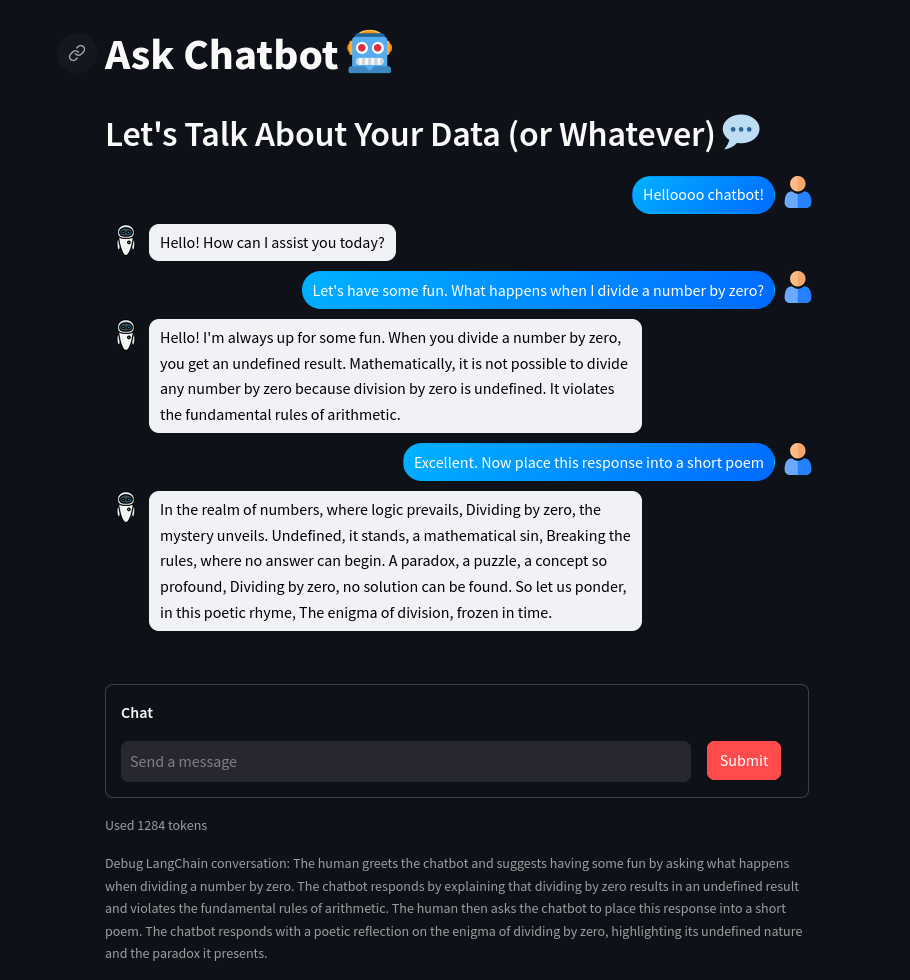 Ask Chatbot
Let's Talk About Your Data (or Whatever)
Helloooo chatbot!
Hello! How can I assist you today?
Let's have some fun. What happens when I divide a number by zero?
Hello! I'm always up for some fun. When you divide a number by zero,
you get an undefined result. Mathematically, it is not possible to divide
any number by zero because division by zero is undefined. It violates
the fundamental rules of arithmetic.
Excellent. Now place this response into a short poem
In the realm of numbers, where logic prevails, Dividing by zero, the
mystery unveils. Undefined, it stands, a mathematical sin, Breaking the
rules, where no answer can begin. A paradox, a puzzle, a concept so
profound, Dividing by zero, no solution can be found. So let us ponder,
in this poetic rhyme, The enigma of division, frozen in time.
Chat
Send a message
Submit
Used 1284 tokens
Debug LangChain conversation: The human greets the chatbot and suggests having some fun by asking what happens
when dividing a number by zero. The chatbot responds by explaining that dividing by zero results in an undefined result
and violates the fundamental rules of arithmetic. The human then asks the chatbot to place this response into a short
poem. The chatbot responds with a poetic reflection on the enigma of dividing by zero, highlighting its undefined nature
and the paradox it presents.